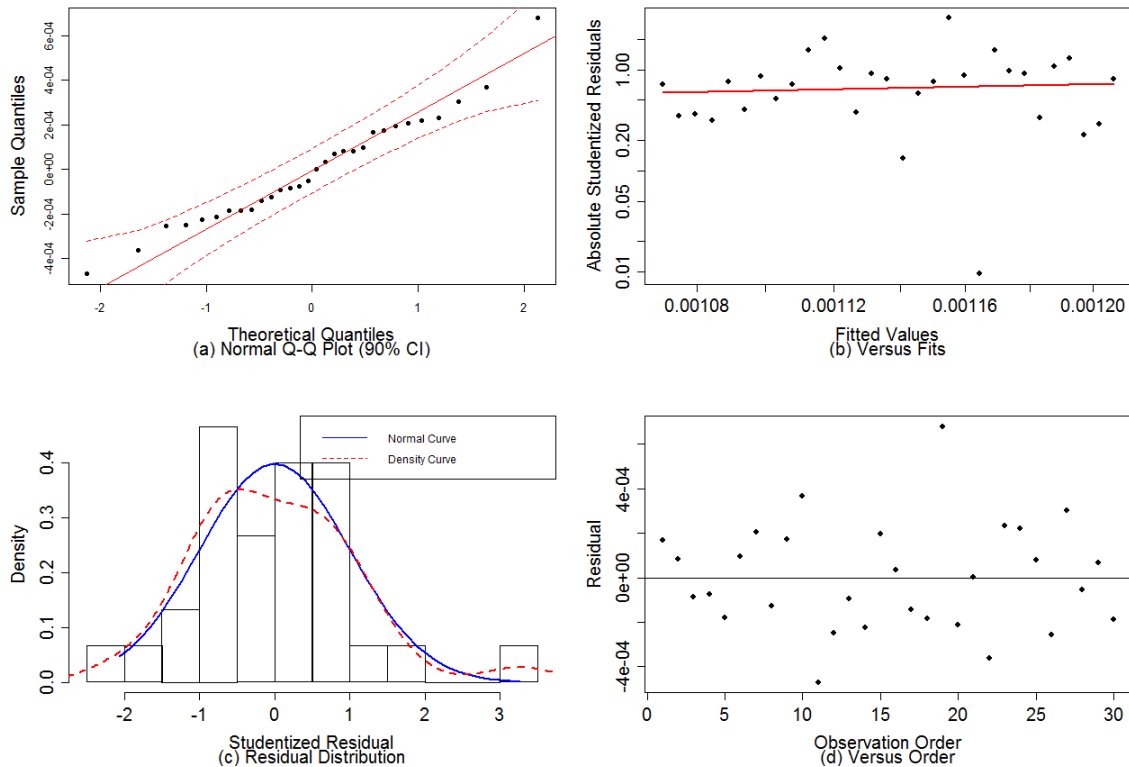 6e-04
4e-04
2e-04
0e+00
-2e-04
-4e-04
Sample Quantiles
-2
-1
0
1
2
Theoretical Quantiles
(a) Normal Q-Q Plot (90% CI)
1.00
0.20
0.05
0.01
Absolute Studentized Residuals
0.00108
0.00112
0.00116
0.00120
Fitted Values
(b) Versus Fits
Normal Curve
Density Curve
0.4
0.3
0.2
0.1
0.0
Density
-2
-1
0
1
2
3
Studentized Residual
(c) Residual Distribution
4e-04
0e+00
-4e-04
Residual
0
5
10
15
20
25
30
Observation Order
(d) Versus Order